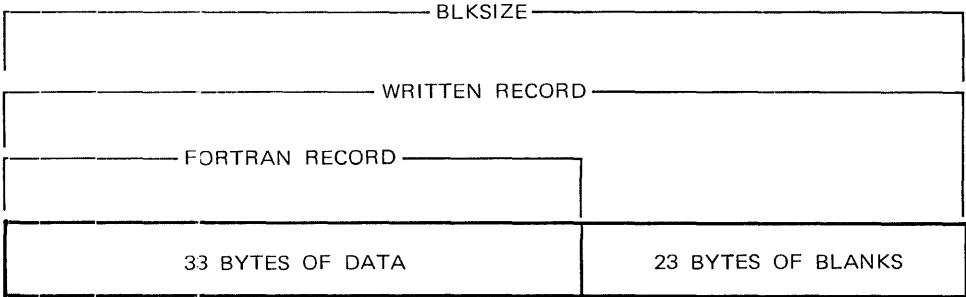 BLKSIZE
WRITTEN RECORD
FORTRAN RECORD
33 BYTES OF DATA 23 BYTES OF BLANKS